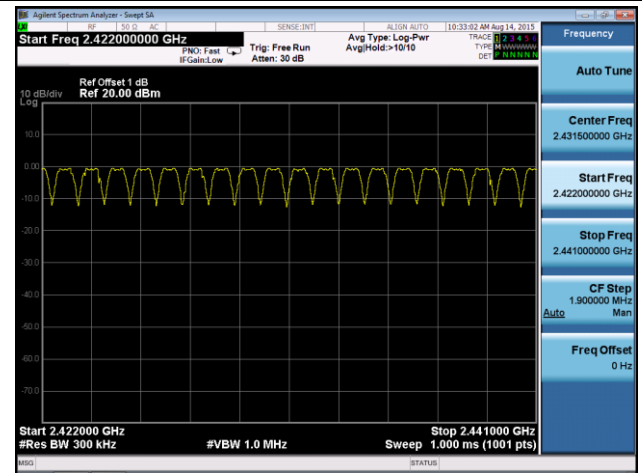 Agilent Spectrum Analyzer - Swept SA
LXI RF 50 Ω AC SENSE:INT ALIGN AUTO 10:33:02 AM Aug 14, 2015
Start Freq 2.422000000 GHz
PNO: Fast
IFGain:Low
Trig: Free Run
Atten: 30 dB
Avg Type: Log-Pwr
Avg|Hold:>10/10
TRACE 1 2 3 4 5 6
TYPE M W W W W W
DET P N N N N N
Ref Offset 1 dB
10 dB/div Ref 20.00 dBm
Log
10.0
0.00
-10.0
-20.0
-30.0
-40.0
-50.0
-60.0
-70.0
Start 2.422000 GHz Stop 2.441000 GHz
#Res BW 300 kHz #VBW 1.0 MHz Sweep 1.000 ms (1001 pts)
MSG STATUS
Frequency
Auto Tune
Center Freq
2.431500000 GHz
Start Freq
2.422000000 GHz
Stop Freq
2.441000000 GHz
CF Step
1.900000 MHz
Auto Man
Freq Offset
0 Hz